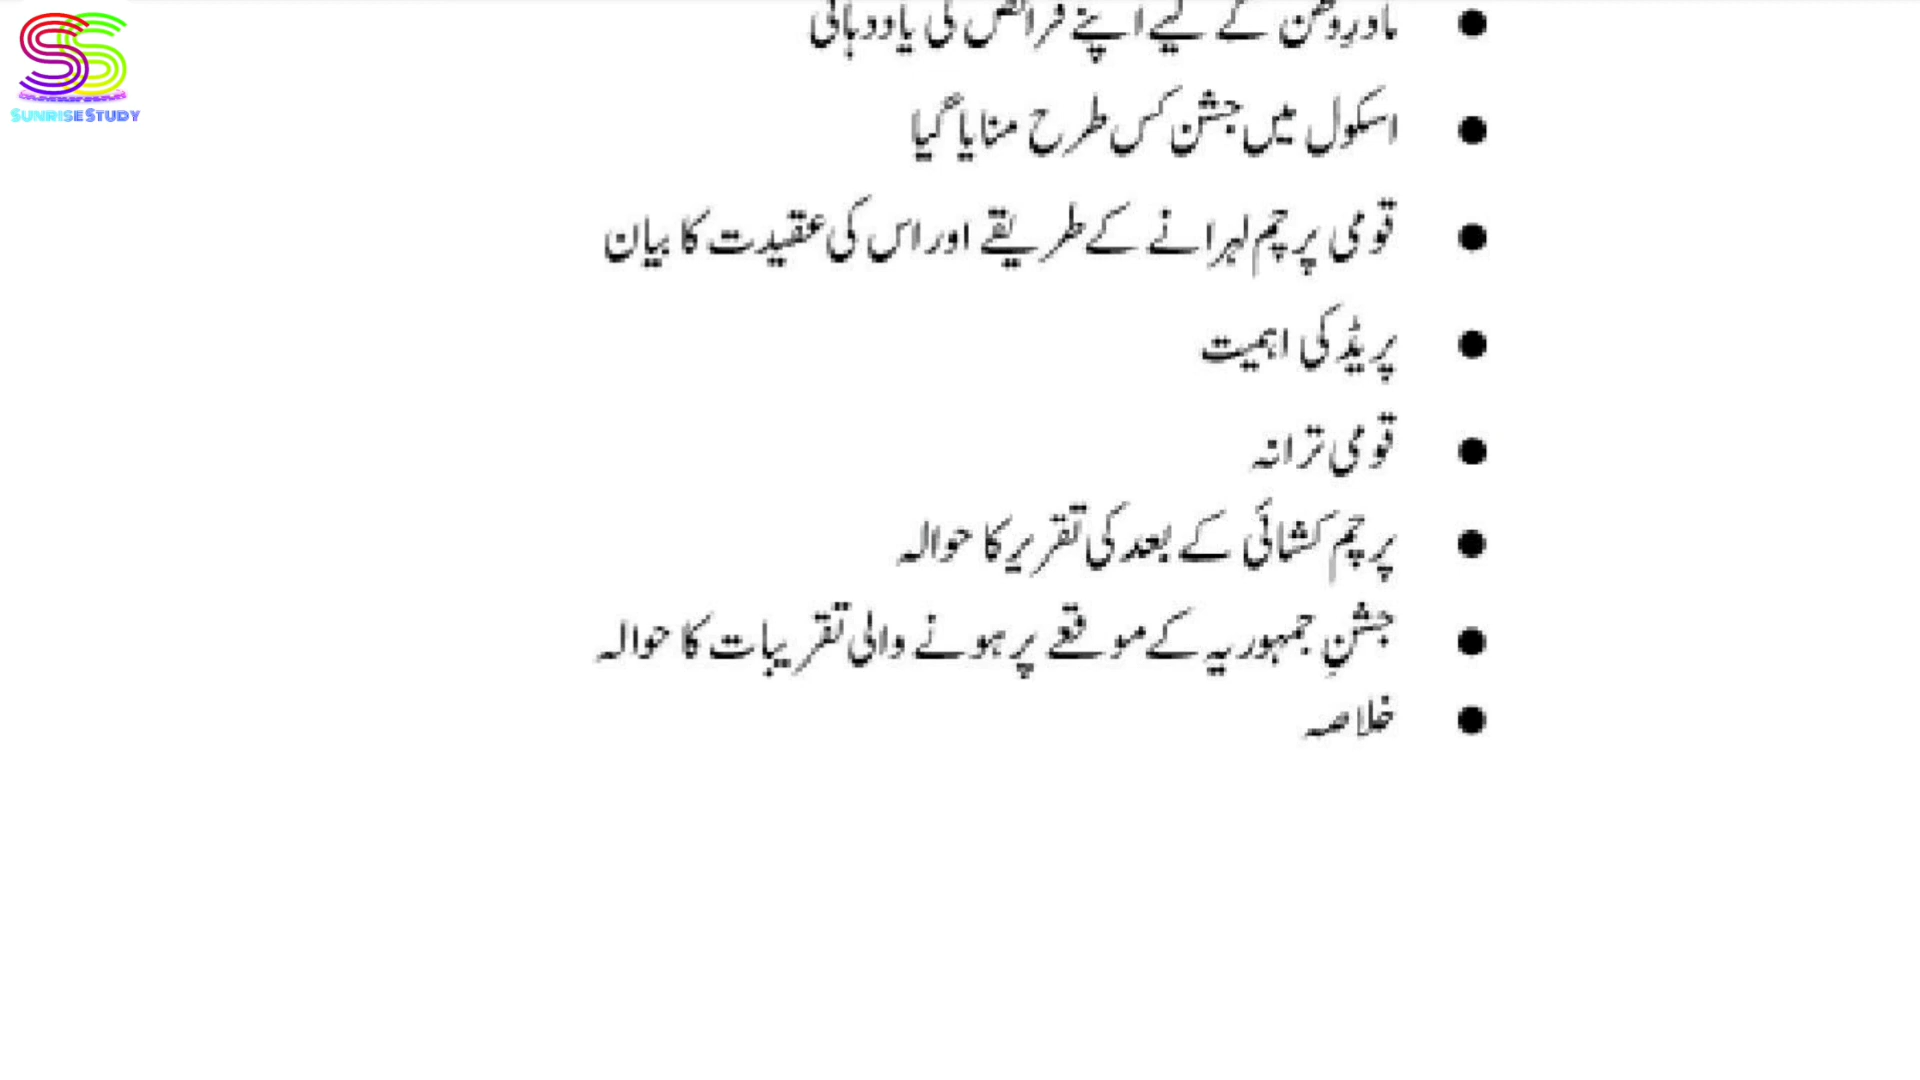 SUNRISESTUDY
مادرِ وطن کے لیے اپنے فرائض کی یاددہانی
اسکول میں جشن کس طرح منایا گیا
قومی پرچم لہرانے کے طریقے اور اس کی عقیدت کا بیان
پریڈ کی اہمیت
قومی ترانہ
پرچم کشائی کے بعد کی تقریر کا حوالہ
جشنِ جمہوریہ کے موقعے پر ہونے والی تقریبات کا حوالہ
خلاصہ